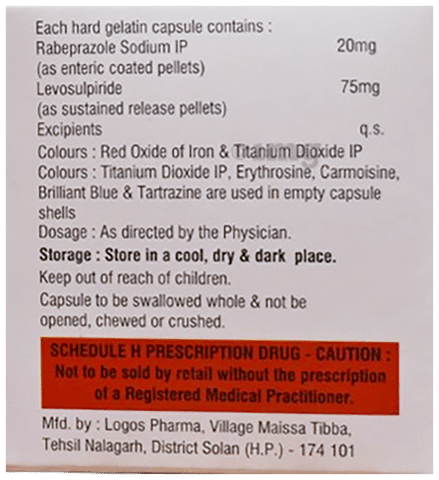 Each hard gelatin capsule contains :
Rabeprazole Sodium IP 20mg
(as enteric coated pellets)
Levosulpiride 75mg
(as sustained release pellets)
Excipients q.s.
Colours : Red Oxide of Iron & Titanium Dioxide IP
Colours : Titanium Dioxide IP, Erythrosine, Carmoisine,
Brilliant Blue & Tartrazine are used in empty capsule
shells
Dosage : As directed by the Physician.
Storage : Store in a cool, dry & dark place.
Keep out of reach of children.
Capsule to be swallowed whole & not be
opened, chewed or crushed.
SCHEDULE H PRESCRIPTION DRUG - CAUTION :
Not to be sold by retail without the prescription
of a Registered Medical Practitioner.
Mfd. by : Logos Pharma, Village Maissa Tibba,
Tehsil Nalagarh, District Solan (H.P.) - 174 101